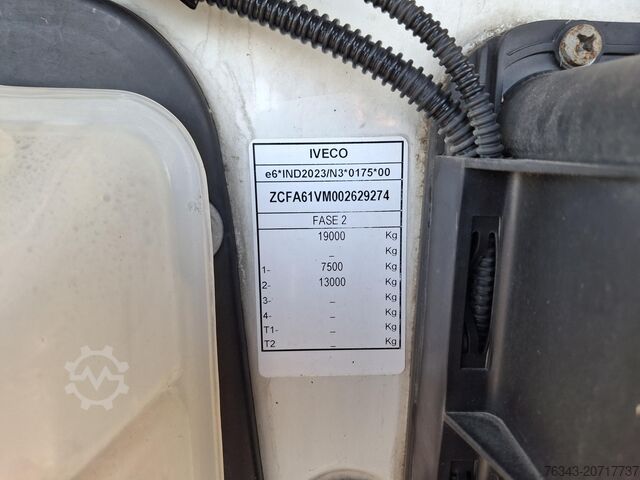 IVECO
e6*IND2023/N3*0175*00
ZCFA61VM002629274
FASE 2
19000 Kg
_ Kg
1- 7500 Kg
2- 13000 Kg
3- _ Kg
4- _ Kg
T1- _ Kg
T2 _ Kg
76343-20717737